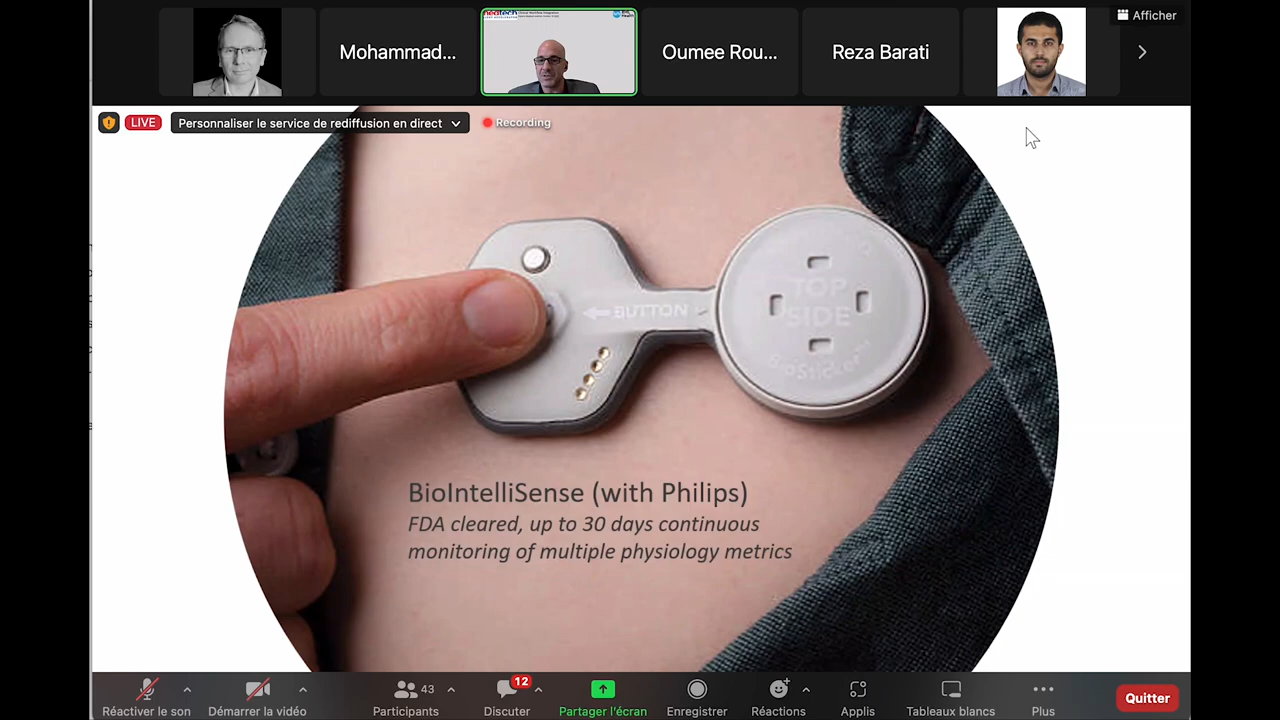 Mohammad...
Oumee Rou...
Reza Barati
Afficher
LIVE
Personnaliser le service de rediffusion en direct
Recording
BUTTON
TOP
SIDE
BioSticker™
BioIntelliSense (with Philips)
FDA cleared, up to 30 days continuous
monitoring of multiple physiology metrics
Réactiver le son
Démarrer la vidéo
43
Participants
12
Discuter
Partager l'écran
Enregistrer
Réactions
Applis
Tableaux blancs
Plus
Quitter